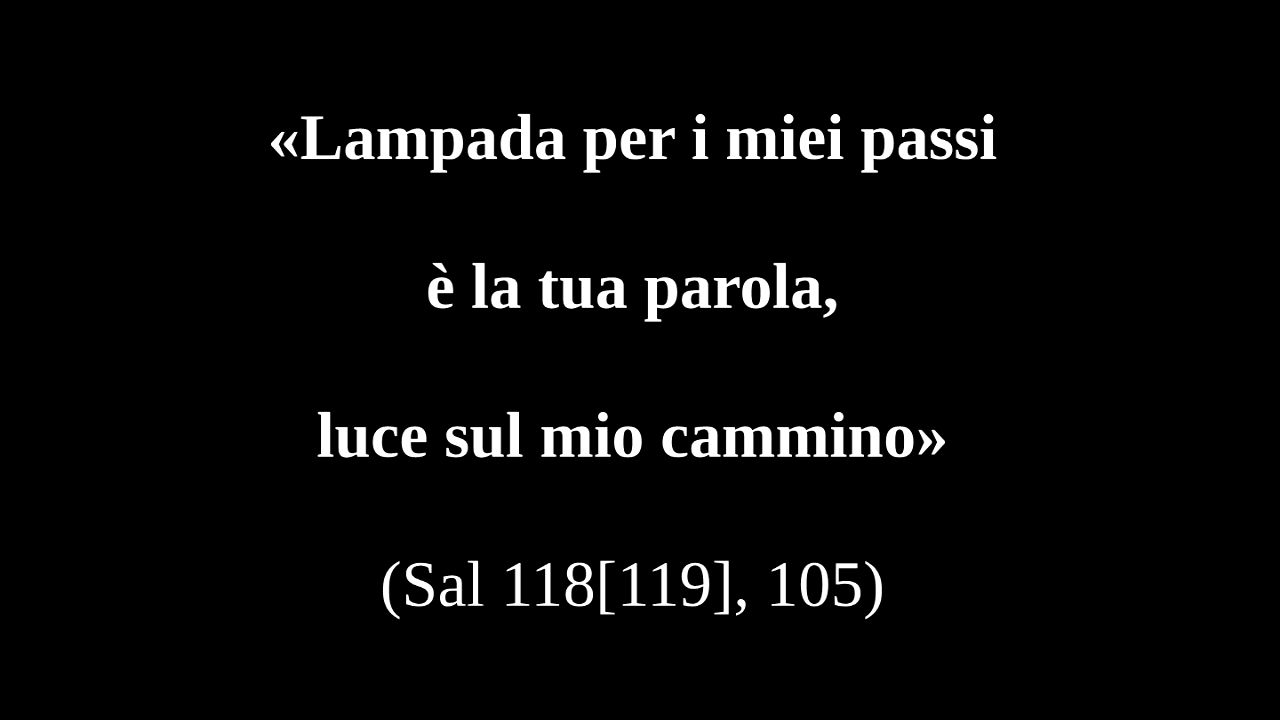 «Lampada per i miei passi
è la tua parola,
luce sul mio cammino»
(Sal 118[119], 105)